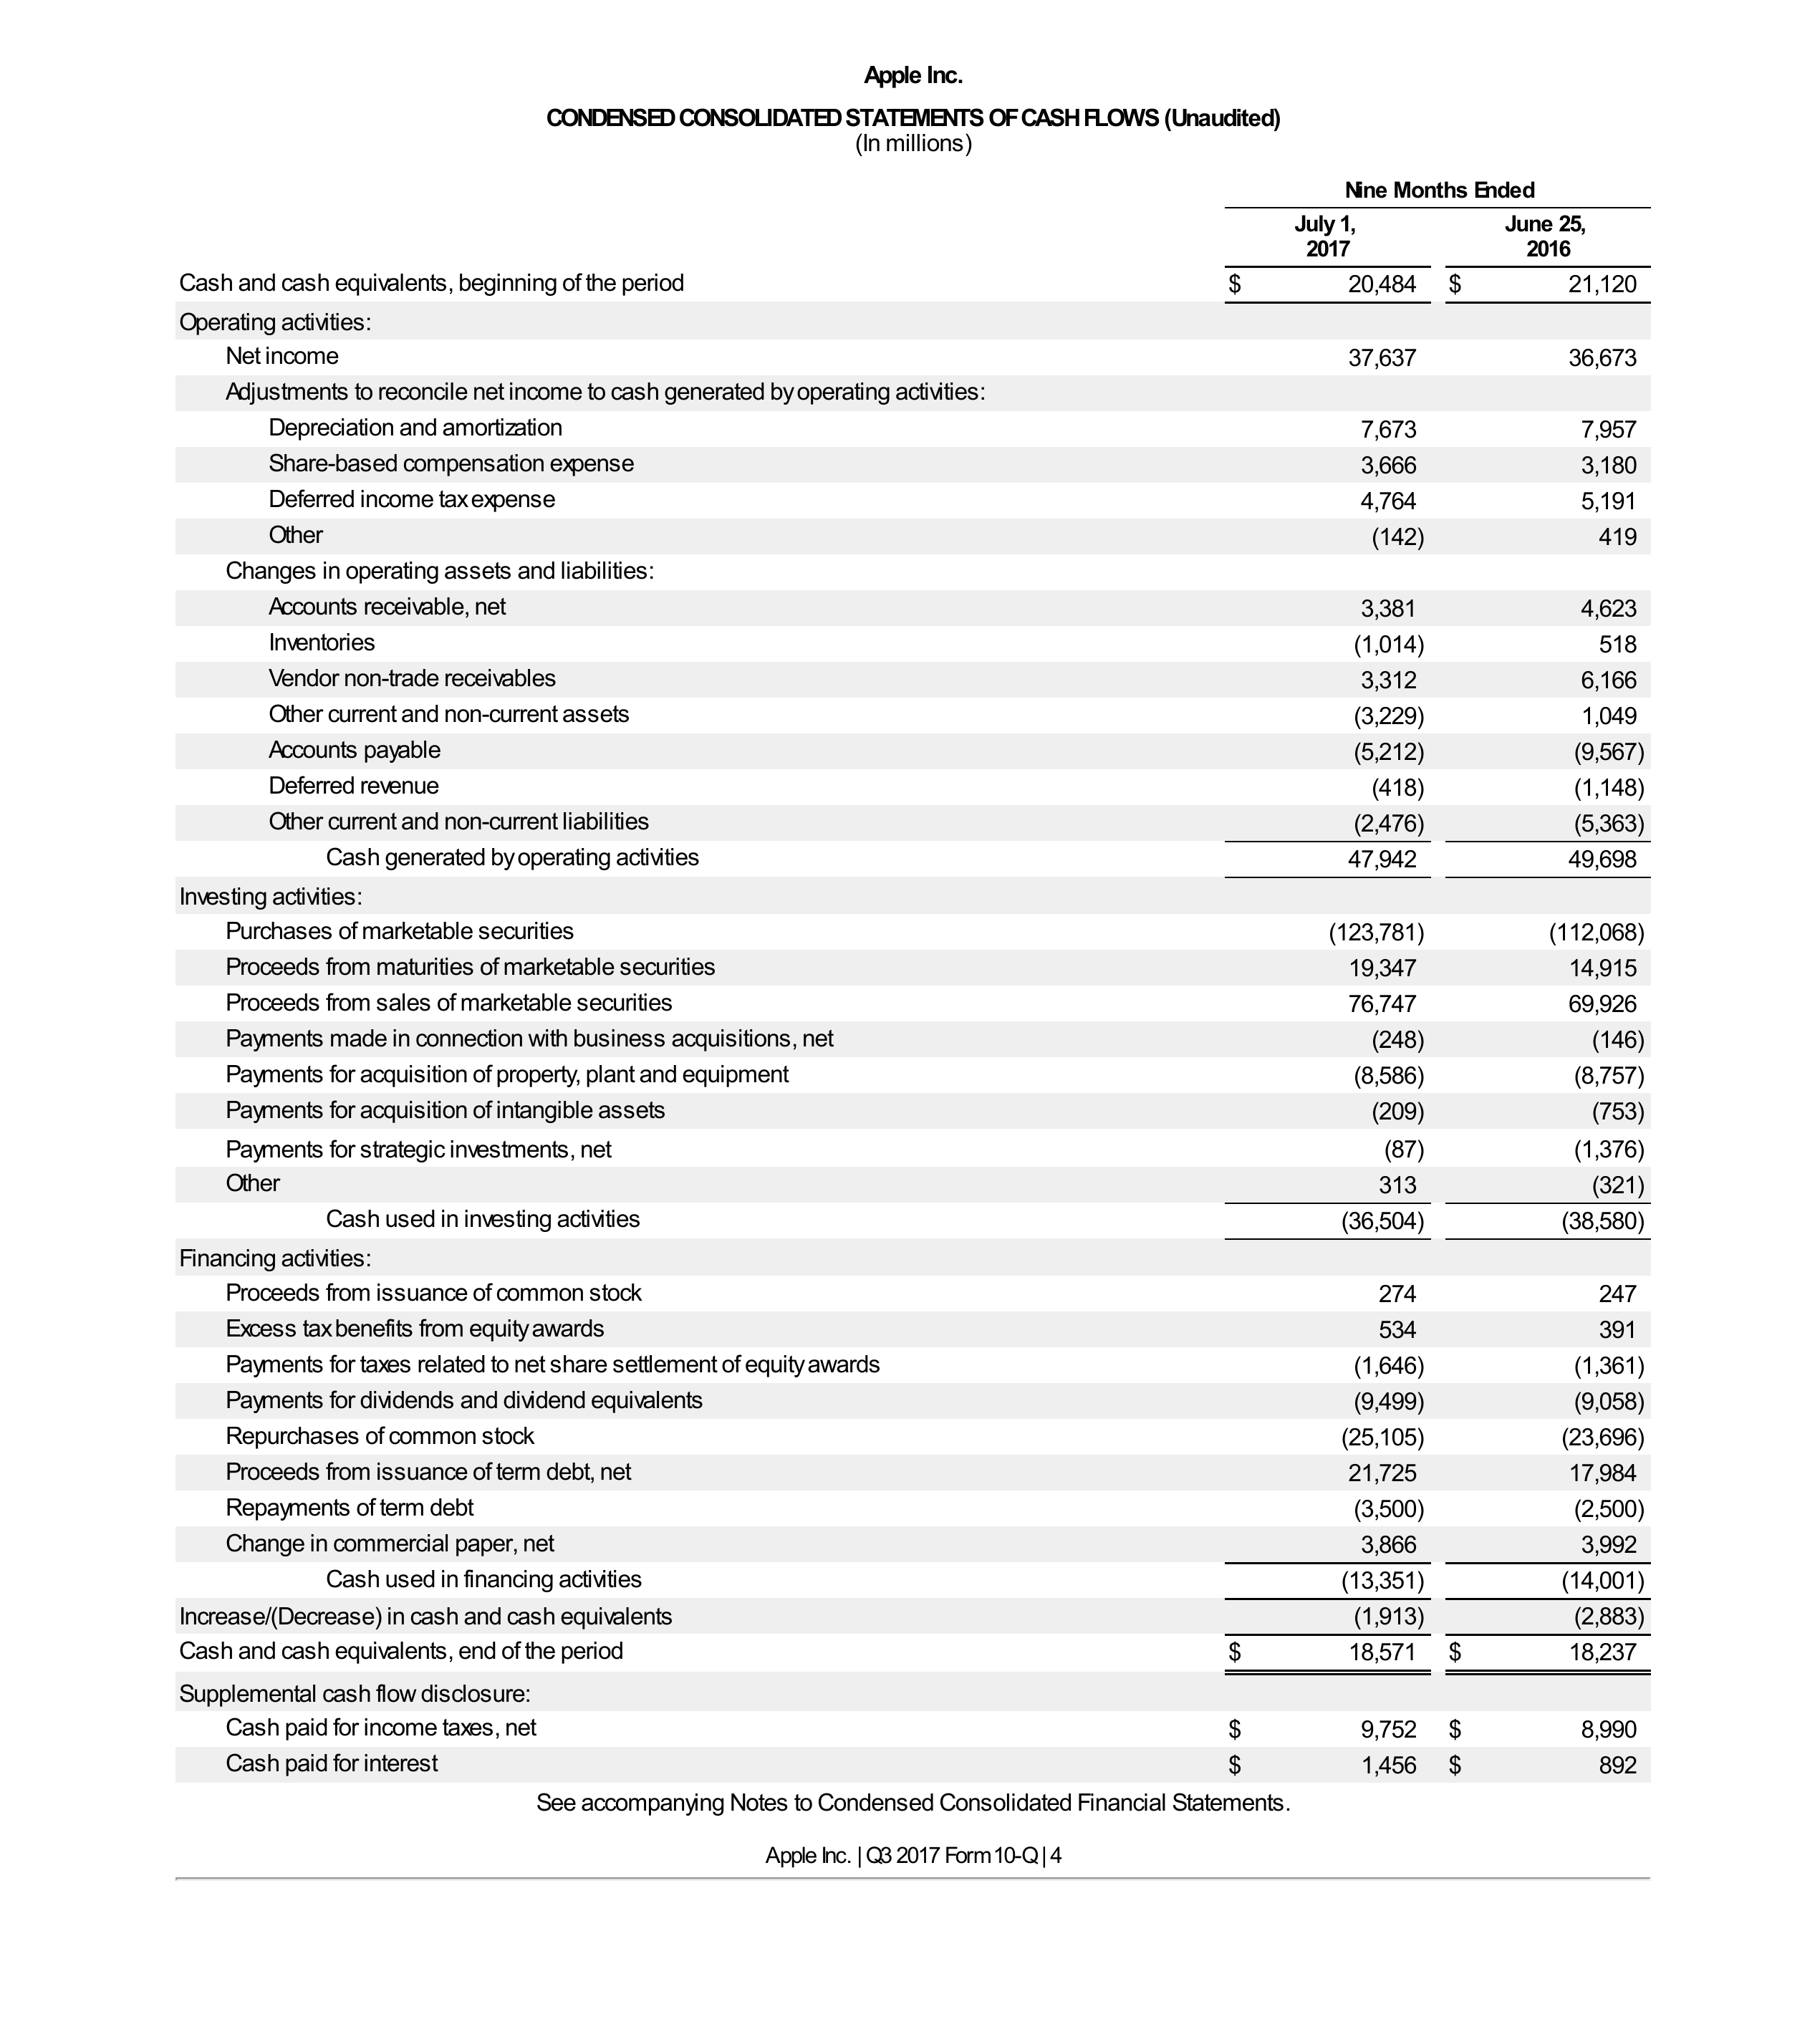 Apple Inc.
CONDENSED CONSOLIDATED STATEMENTS OF CASH FLOWS (Unaudited)
(In millions)
Nine Months Ended
July 1, 2017 June 25, 2016
Cash and cash equivalents, beginning of the period $ 20,484 $ 21,120
Operating activities:
Net income 37,637 36,673
Adjustments to reconcile net income to cash generated by operating activities:
Depreciation and amortization 7,673 7,957
Share-based compensation expense 3,666 3,180
Deferred income tax expense 4,764 5,191
Other (142) 419
Changes in operating assets and liabilities:
Accounts receivable, net 3,381 4,623
Inventories (1,014) 518
Vendor non-trade receivables 3,312 6,166
Other current and non-current assets (3,229) 1,049
Accounts payable (5,212) (9,567)
Deferred revenue (418) (1,148)
Other current and non-current liabilities (2,476) (5,363)
Cash generated by operating activities 47,942 49,698
Investing activities:
Purchases of marketable securities (123,781) (112,068)
Proceeds from maturities of marketable securities 19,347 14,915
Proceeds from sales of marketable securities 76,747 69,926
Payments made in connection with business acquisitions, net (248) (146)
Payments for acquisition of property, plant and equipment (8,586) (8,757)
Payments for acquisition of intangible assets (209) (753)
Payments for strategic investments, net (87) (1,376)
Other 313 (321)
Cash used in investing activities (36,504) (38,580)
Financing activities:
Proceeds from issuance of common stock 274 247
Excess tax benefits from equity awards 534 391
Payments for taxes related to net share settlement of equity awards (1,646) (1,361)
Payments for dividends and dividend equivalents (9,499) (9,058)
Repurchases of common stock (25,105) (23,696)
Proceeds from issuance of term debt, net 21,725 17,984
Repayments of term debt (3,500) (2,500)
Change in commercial paper, net 3,866 3,992
Cash used in financing activities (13,351) (14,001)
Increase/(Decrease) in cash and cash equivalents (1,913) (2,883)
Cash and cash equivalents, end of the period $ 18,571 $ 18,237
Supplemental cash flow disclosure:
Cash paid for income taxes, net $ 9,752 $ 8,990
Cash paid for interest $ 1,456 $ 892
See accompanying Notes to Condensed Consolidated Financial Statements.
Apple Inc. | Q3 2017 Form 10-Q | 4